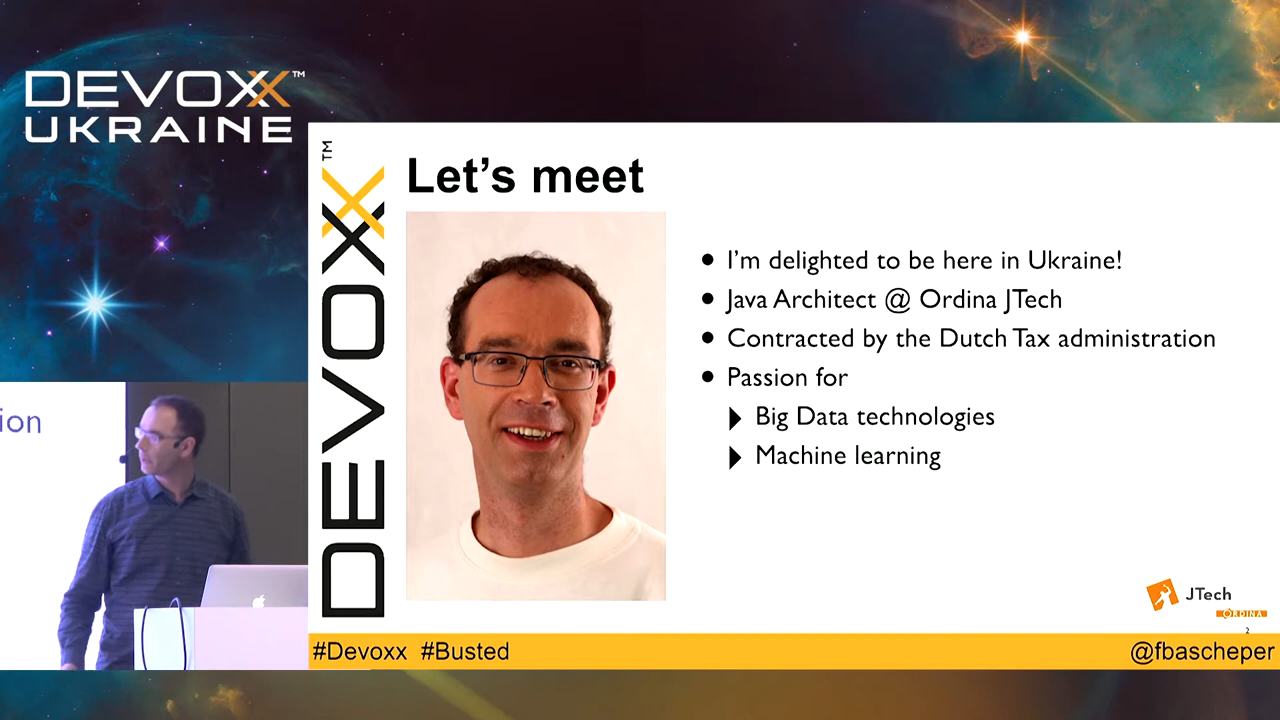 DEVOXX™
UKRAINE
ion
DEVOXX™
Let's meet
• I'm delighted to be here in Ukraine!
• Java Architect @ Ordina JTech
• Contracted by the Dutch Tax administration
• Passion for
Big Data technologies
Machine learning
JTech
ORDINA
2
#Devoxx #Busted
@fbascheper